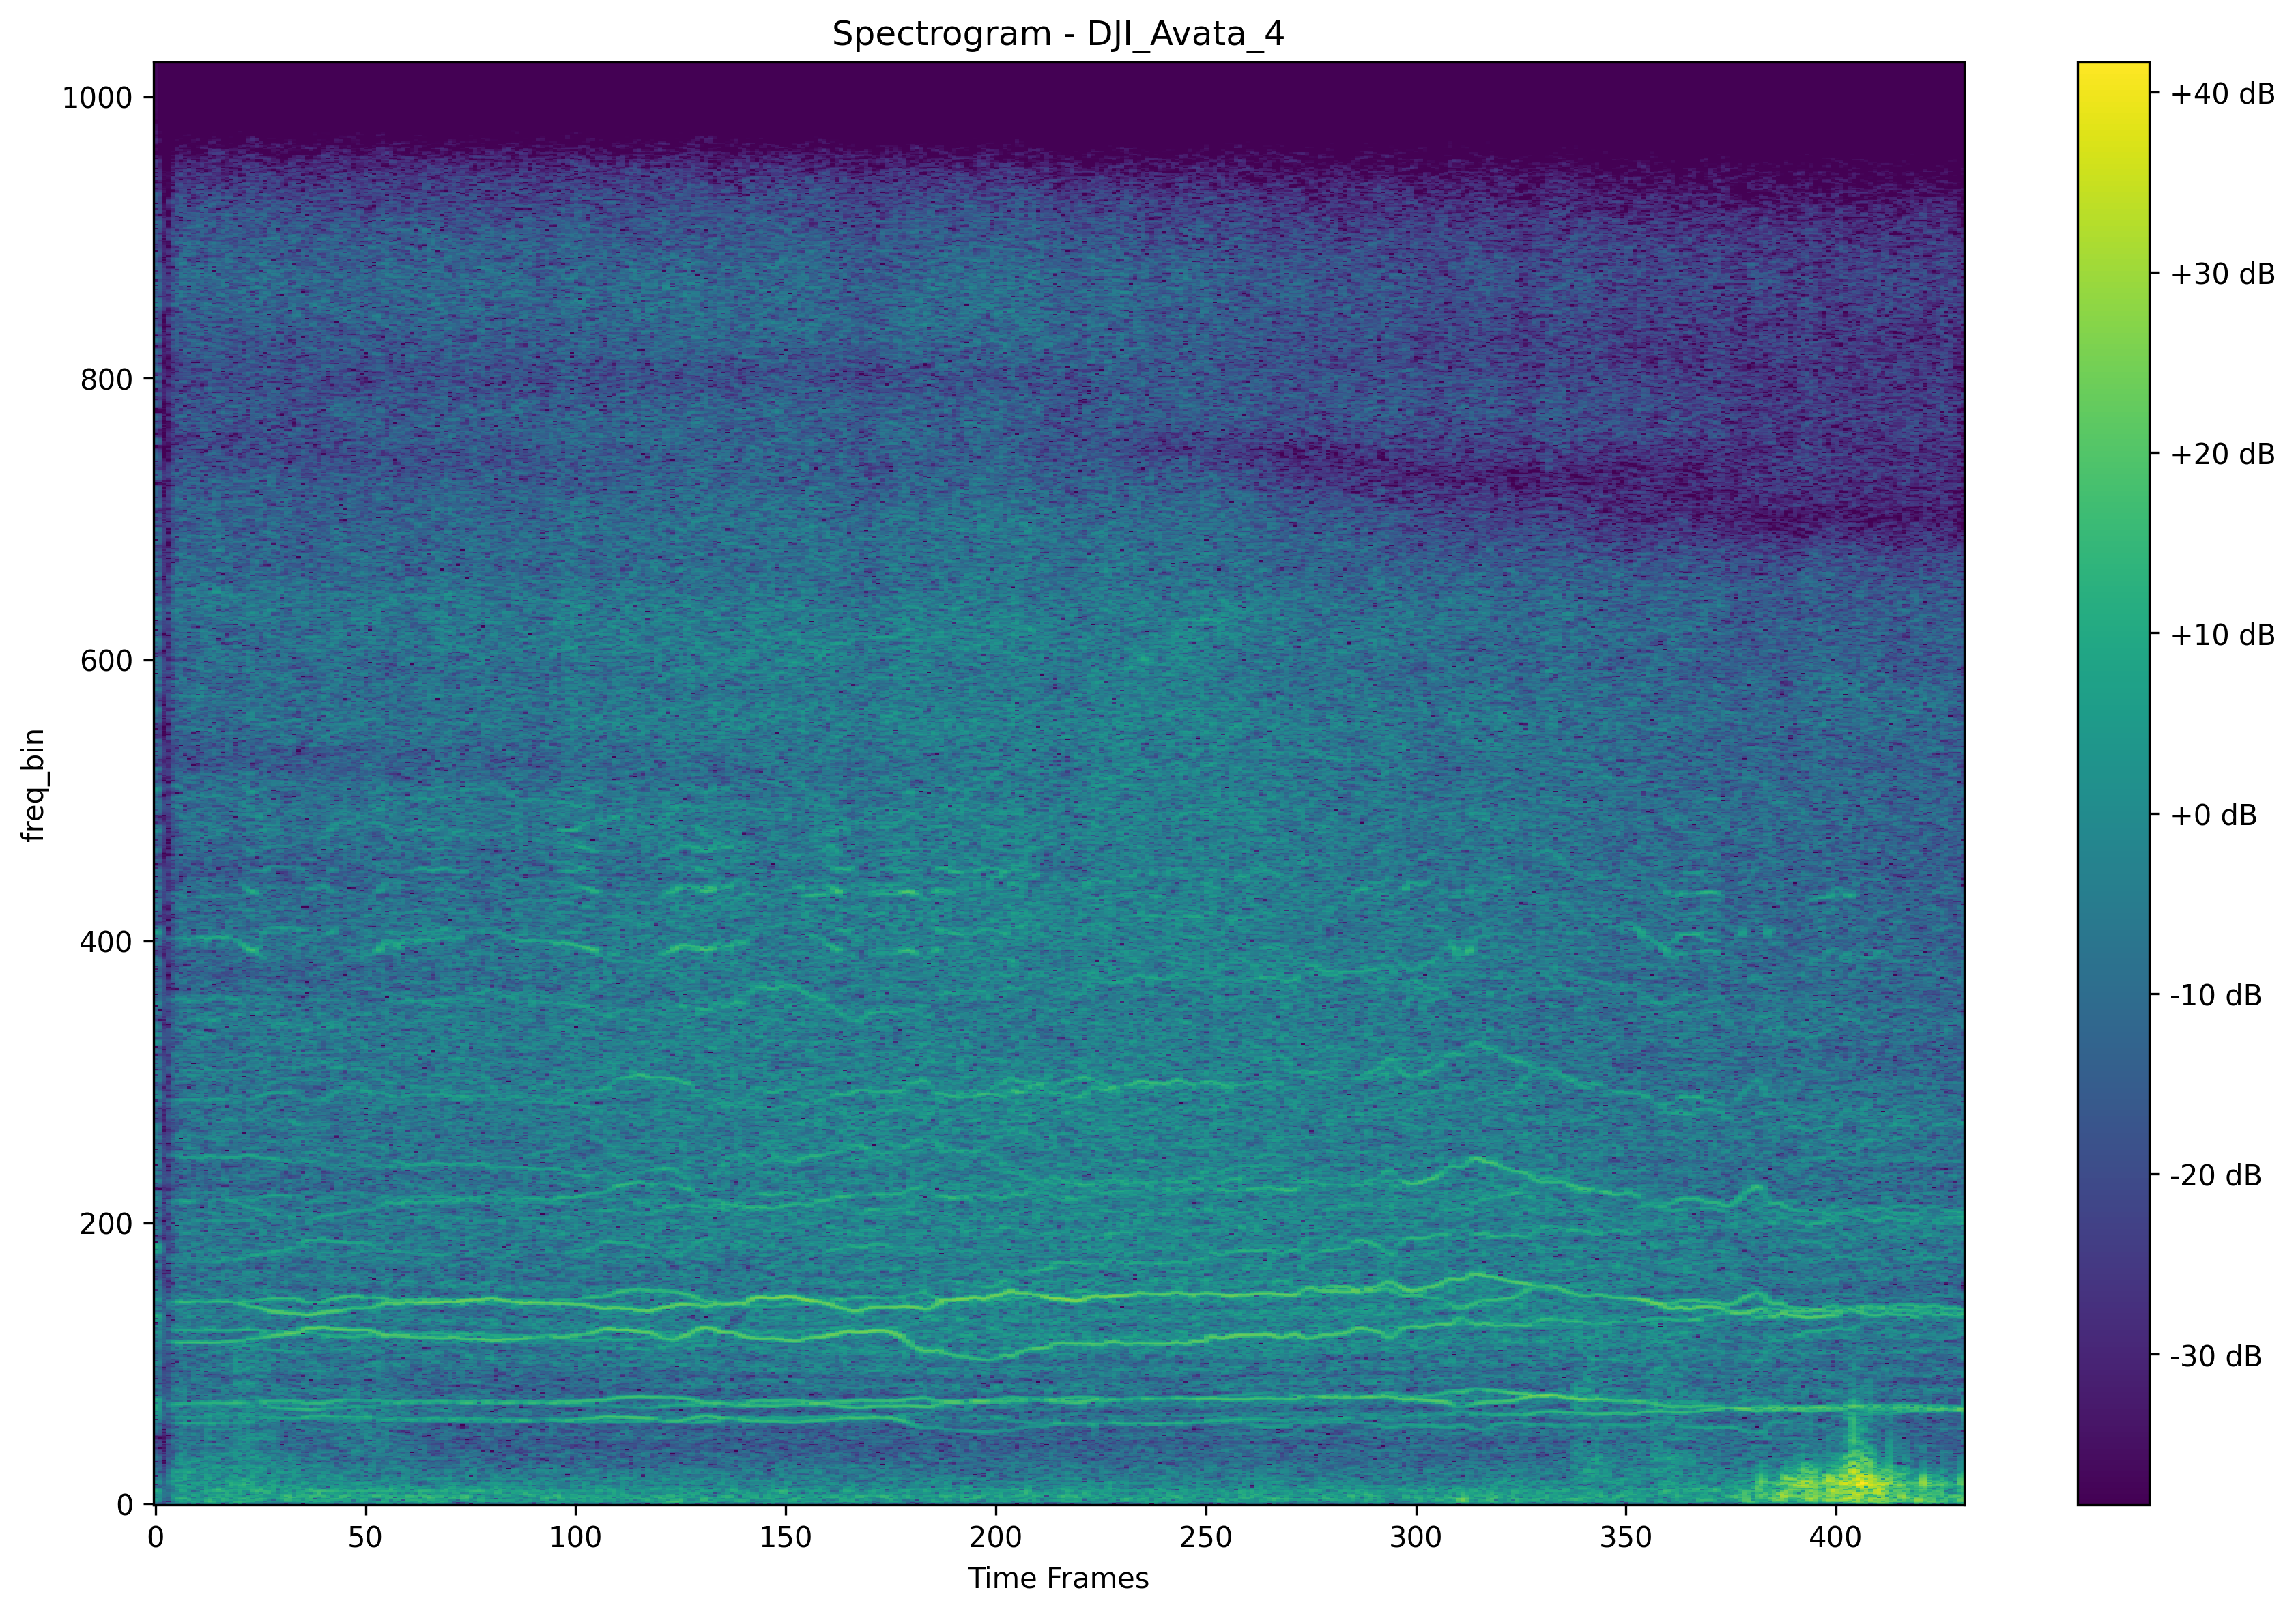 Spectrogram - DJI_Avata_4
1000
800
600
400
200
0
freq_bin
0 50 100 150 200 250 300 350 400
Time Frames
+40 dB
+30 dB
+20 dB
+10 dB
+0 dB
-10 dB
-20 dB
-30 dB